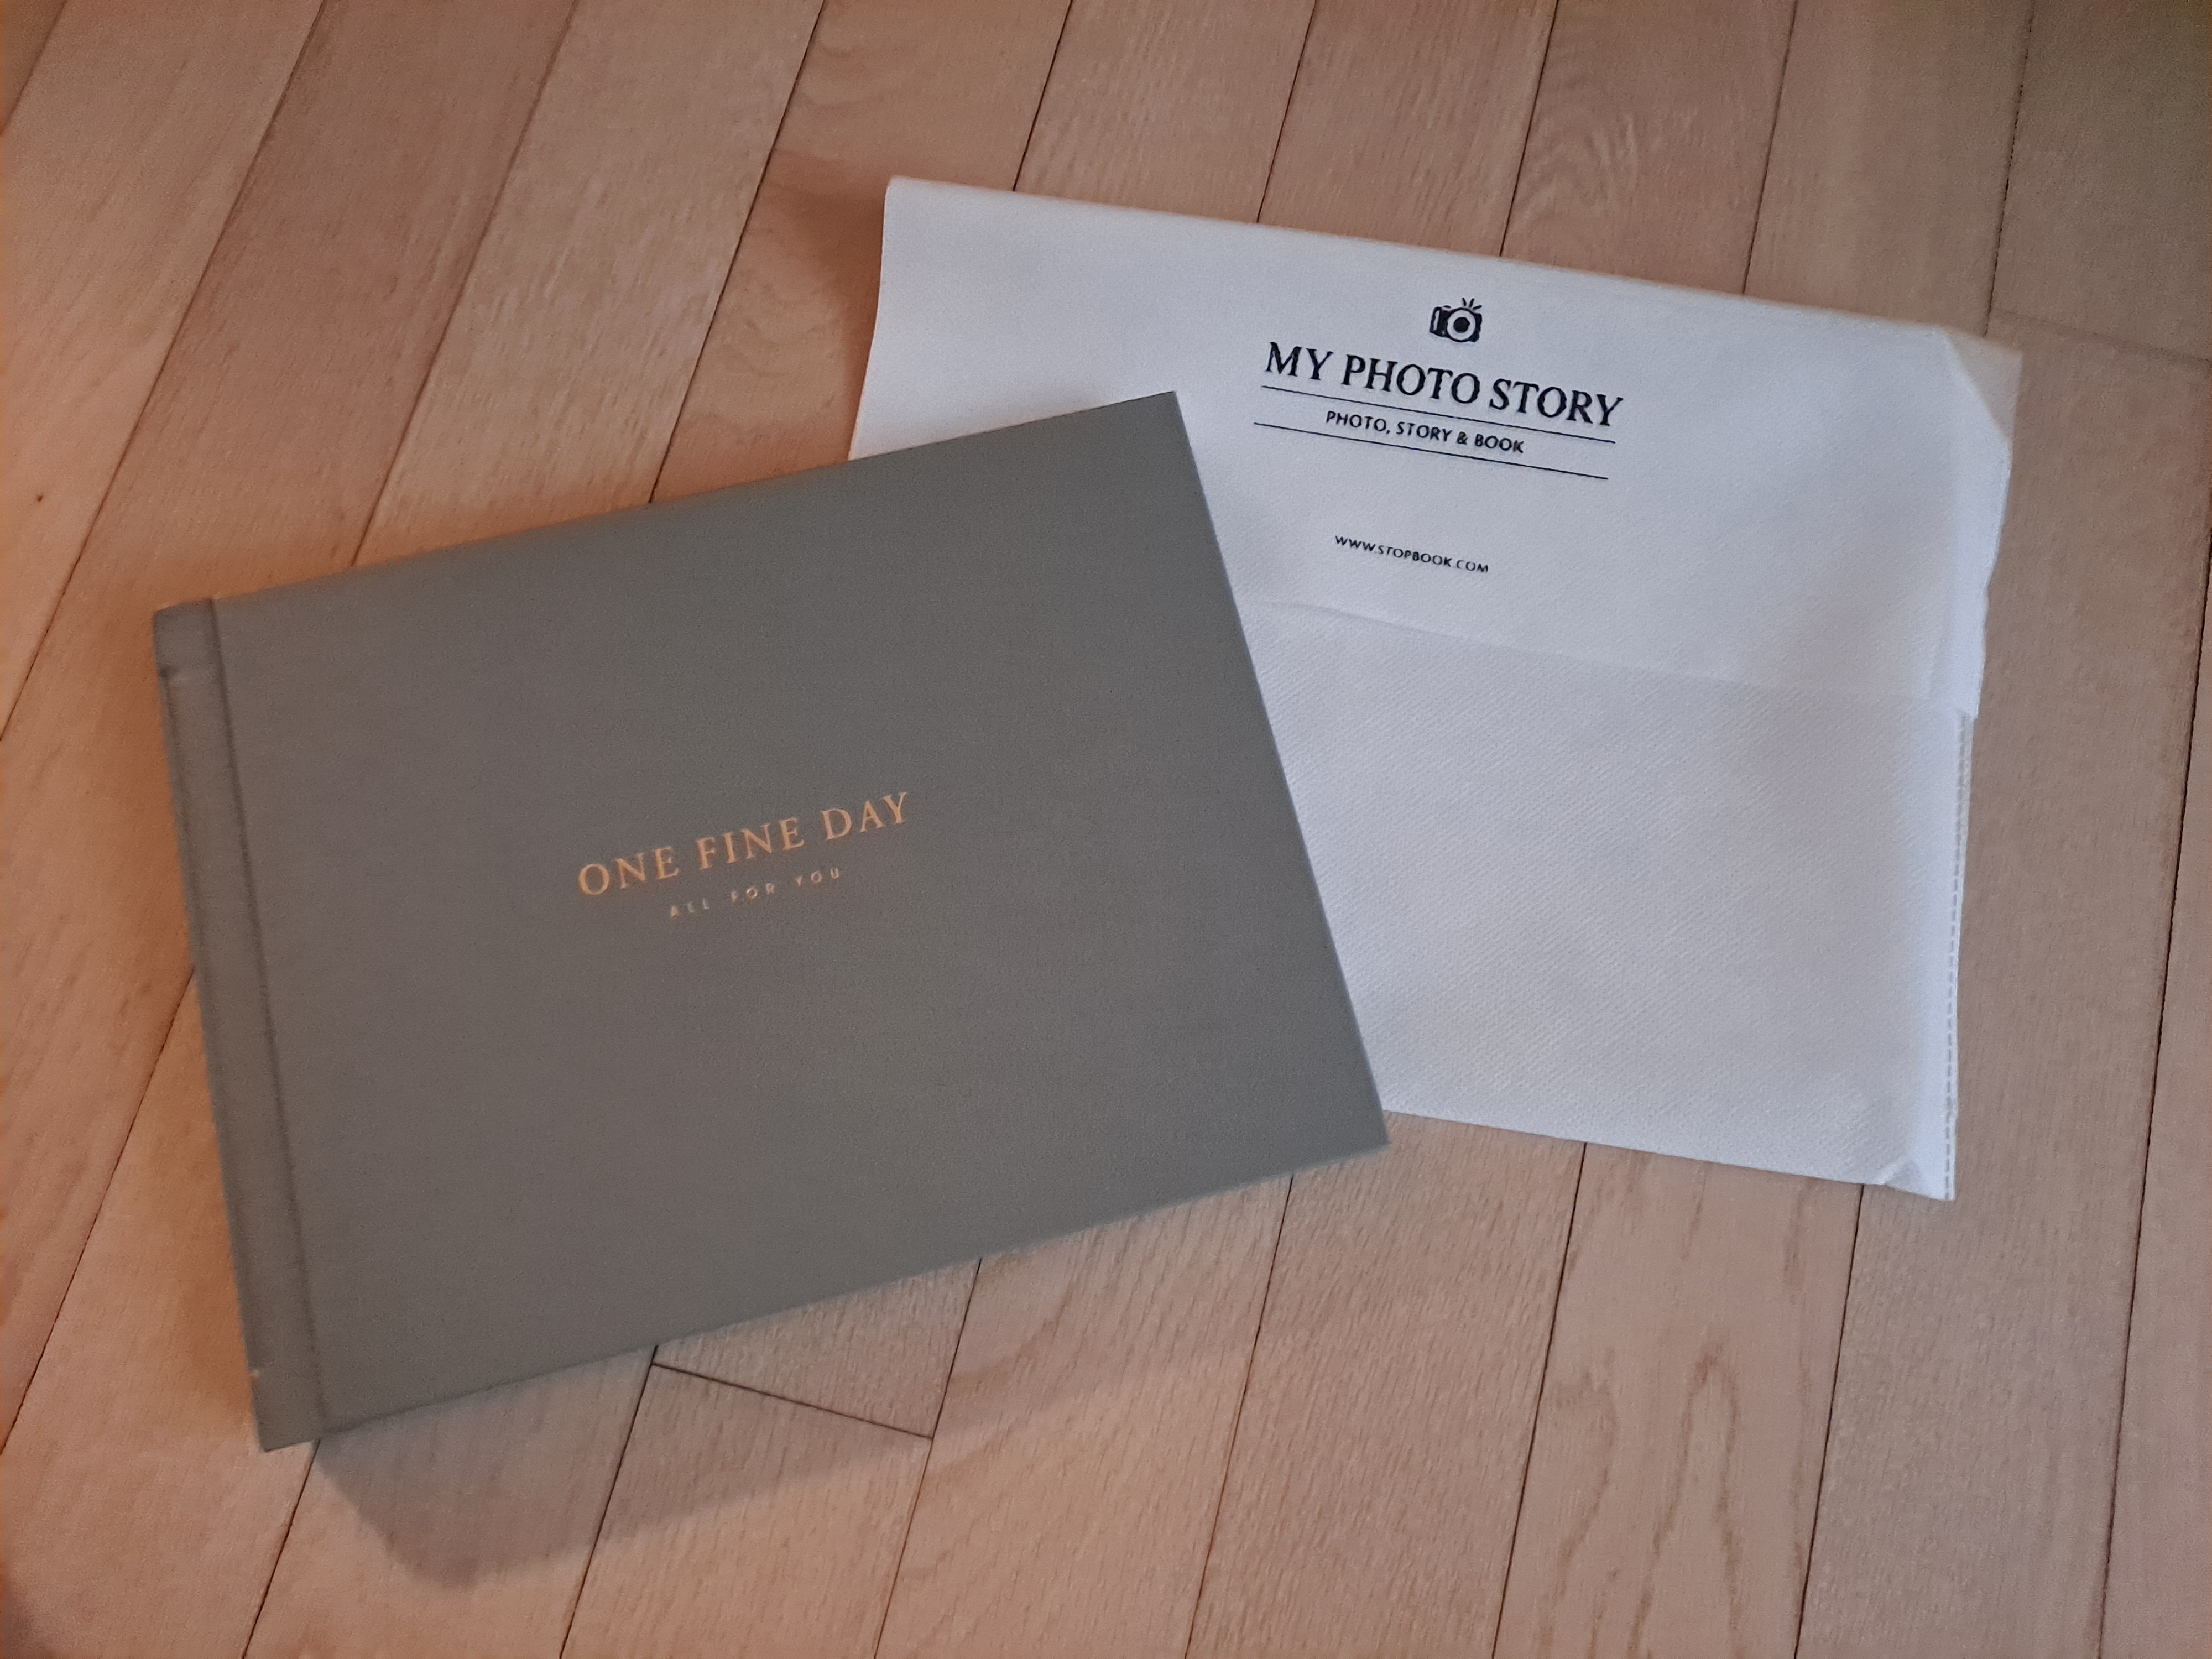 MY PHOTO STORY
PHOTO, STORY & BOOK
WWW.STOPBOOK.COM
ONE FINE DAY
ALL FOR YOU